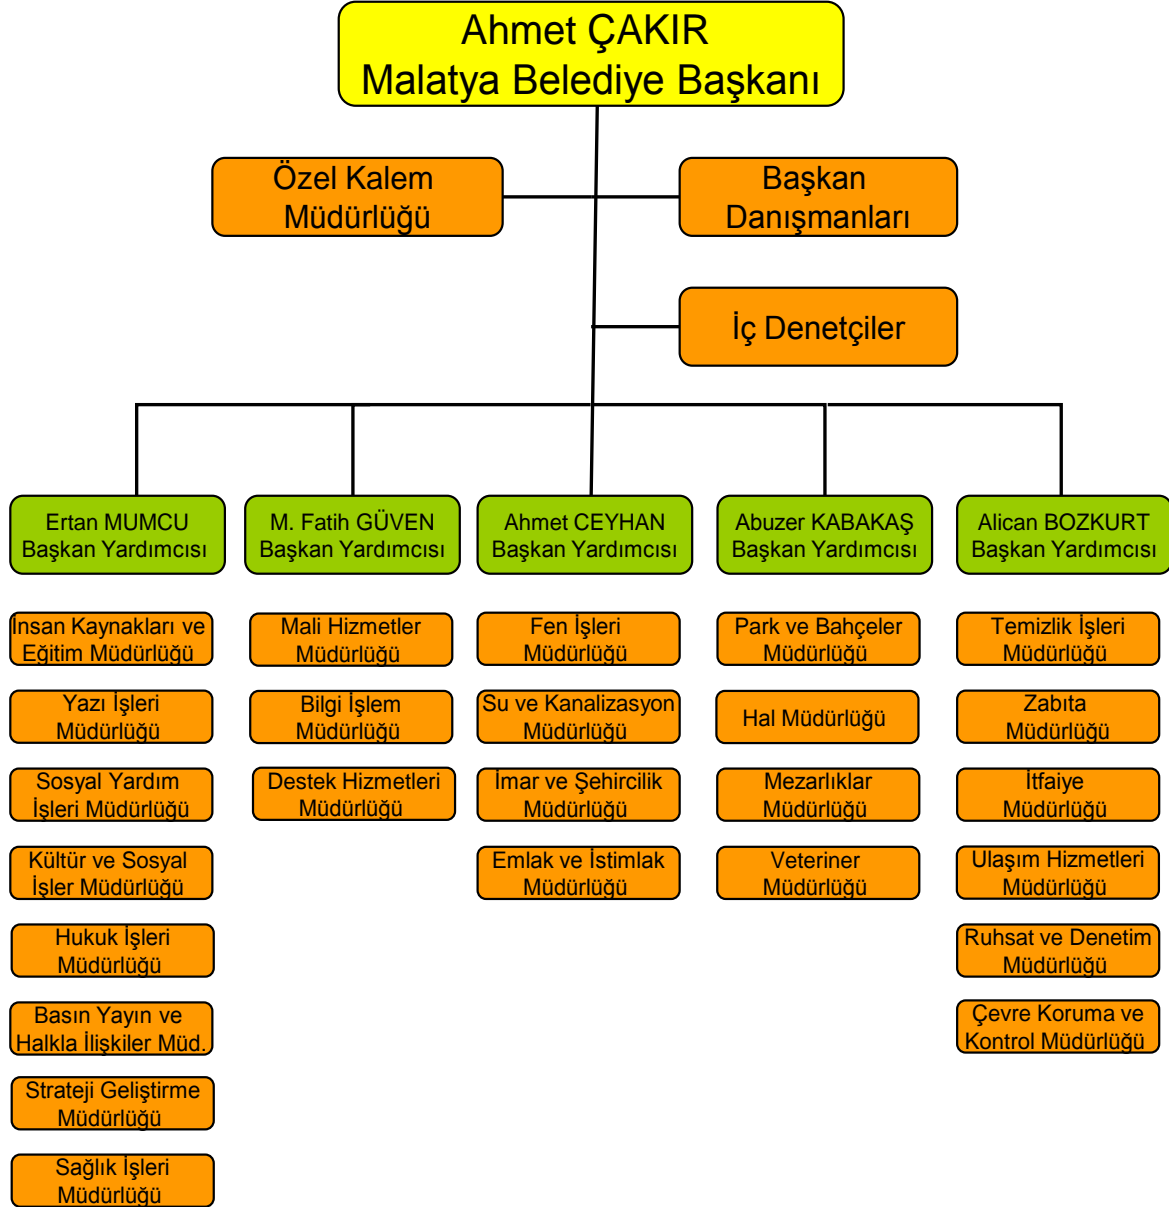 Ahmet ÇAKIR
Malatya Belediye Başkanı
Özel Kalem
Müdürlüğü
Başkan
Danışmanları
İç Denetçiler
Ertan MUMCU
Başkan Yardımcısı
M. Fatih GÜVEN
Başkan Yardımcısı
Ahmet CEYHAN
Başkan Yardımcısı
Abuzer KABAKAŞ
Başkan Yardımcısı
Alican BOZKURT
Başkan Yardımcısı
İnsan Kaynakları ve
Eğitim Müdürlüğü
Yazı İşleri
Müdürlüğü
Sosyal Yardım
İşleri Müdürlüğü
Kültür ve Sosyal
İşler Müdürlüğü
Hukuk İşleri
Müdürlüğü
Basın Yayın ve
Halkla İlişkiler Müd.
Strateji Geliştirme
Müdürlüğü
Sağlık İşleri
Müdürlüğü
Mali Hizmetler
Müdürlüğü
Bilgi İşlem
Müdürlüğü
Destek Hizmetleri
Müdürlüğü
Fen İşleri
Müdürlüğü
Su ve Kanalizasyon
Müdürlüğü
İmar ve Şehircilik
Müdürlüğü
Emlak ve İstimlak
Müdürlüğü
Park ve Bahçeler
Müdürlüğü
Hal Müdürlüğü
Mezarlıklar
Müdürlüğü
Veteriner
Müdürlüğü
Temizlik İşleri
Müdürlüğü
Zabıta
Müdürlüğü
İtfaiye
Müdürlüğü
Ulaşım Hizmetleri
Müdürlüğü
Ruhsat ve Denetim
Müdürlüğü
Çevre Koruma ve
Kontrol Müdürlüğü